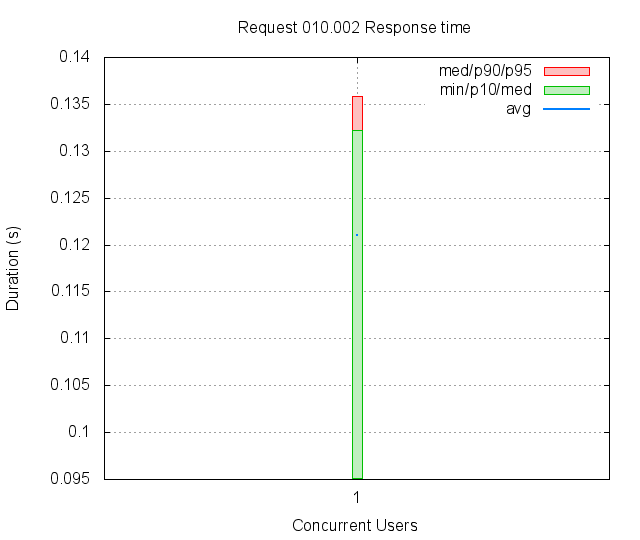 Request 010.002 Response time
0.14
0.135
0.13
0.125
0.12
0.115
0.11
0.105
0.1
0.095
med/p90/p95
min/p10/med
avg
Duration (s)
1
Concurrent Users